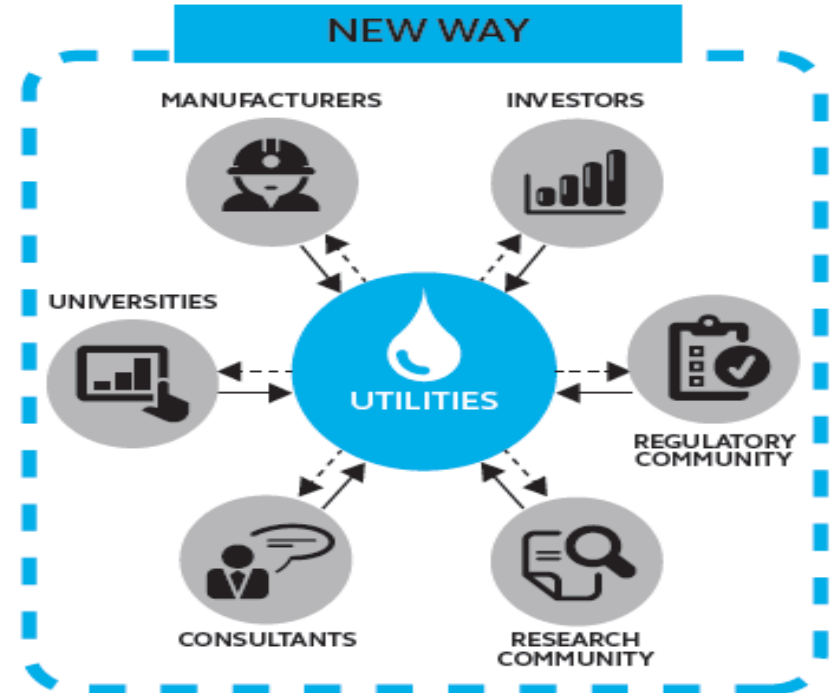 NEW WAY
MANUFACTURERS
INVESTORS
UNIVERSITIES
UTILITIES
REGULATORY
COMMUNITY
CONSULTANTS
RESEARCH
COMMUNITY